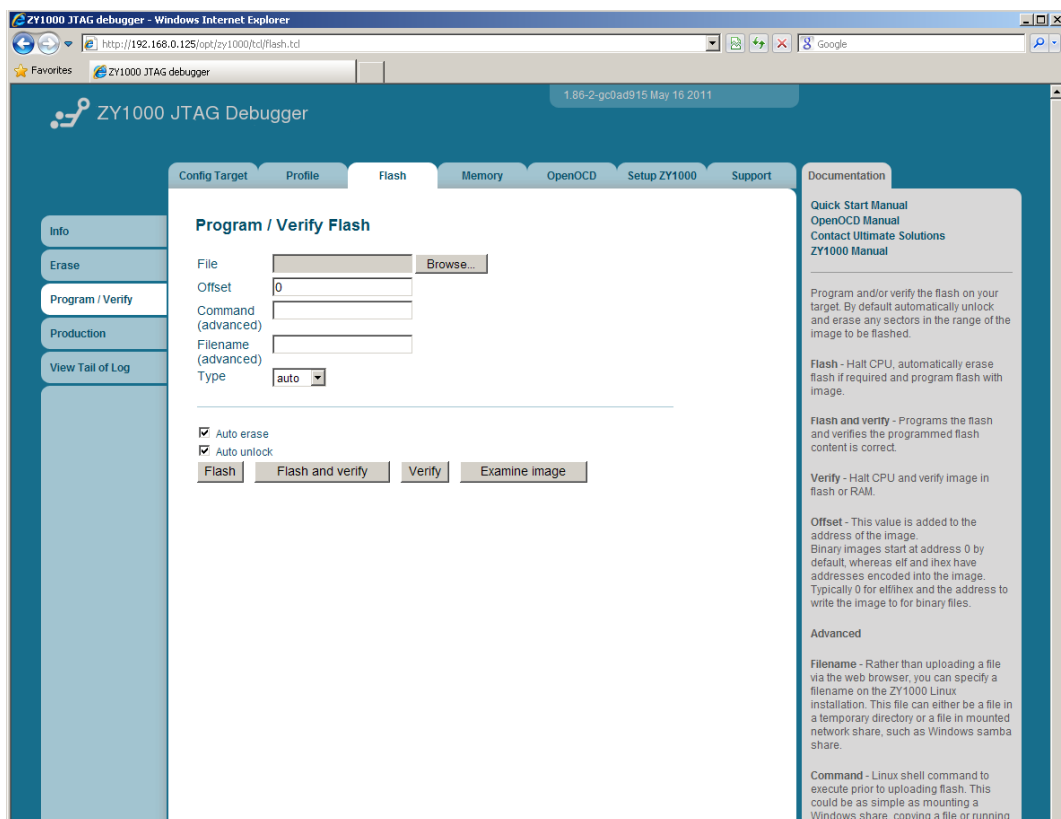 ZY1000 JTAG debugger - Windows Internet Explorer
http://192.168.0.125/opt/zy1000/tcl/flash.tcl
Google
Favorites
ZY1000 JTAG debugger
1.86-2-gc0ad915 May 16 2011
ZY1000 JTAG Debugger
Config Target Profile Flash Memory OpenOCD Setup ZY1000 Support
Info
Erase
Program / Verify
Production
View Tail of Log
Program / Verify Flash
File Browse...
Offset 0
Command
(advanced)
Filename
(advanced)
Type auto
Auto erase
Auto unlock
Flash Flash and verify Verify Examine image
Documentation
Quick Start Manual
OpenOCD Manual
Contact Ultimate Solutions
ZY1000 Manual
Program and/or verify the flash on your
target. By default automatically unlock
and erase any sectors in the range of the
image to be flashed.
Flash - Halt CPU, automatically erase
flash if required and program flash with
image.
Flash and verify - Programs the flash
and verifies the programmed flash
content is correct.
Verify - Halt CPU and verify image in
flash or RAM.
Offset - This value is added to the
address of the image.
Binary images start at address 0 by
default, whereas elf and ihex have
addresses encoded into the image.
Typically 0 for elf/ihex and the address to
write the image to for binary files.
Advanced
Filename - Rather than uploading a file
via the web browser, you can specify a
filename on the ZY1000 Linux
installation. This file can either be a file in
a temporary directory or a file in mounted
network share, such as Windows samba
share.
Command - Linux shell command to
execute prior to uploading flash. This
could be as simple as mounting a
Windows share, copying a file or running